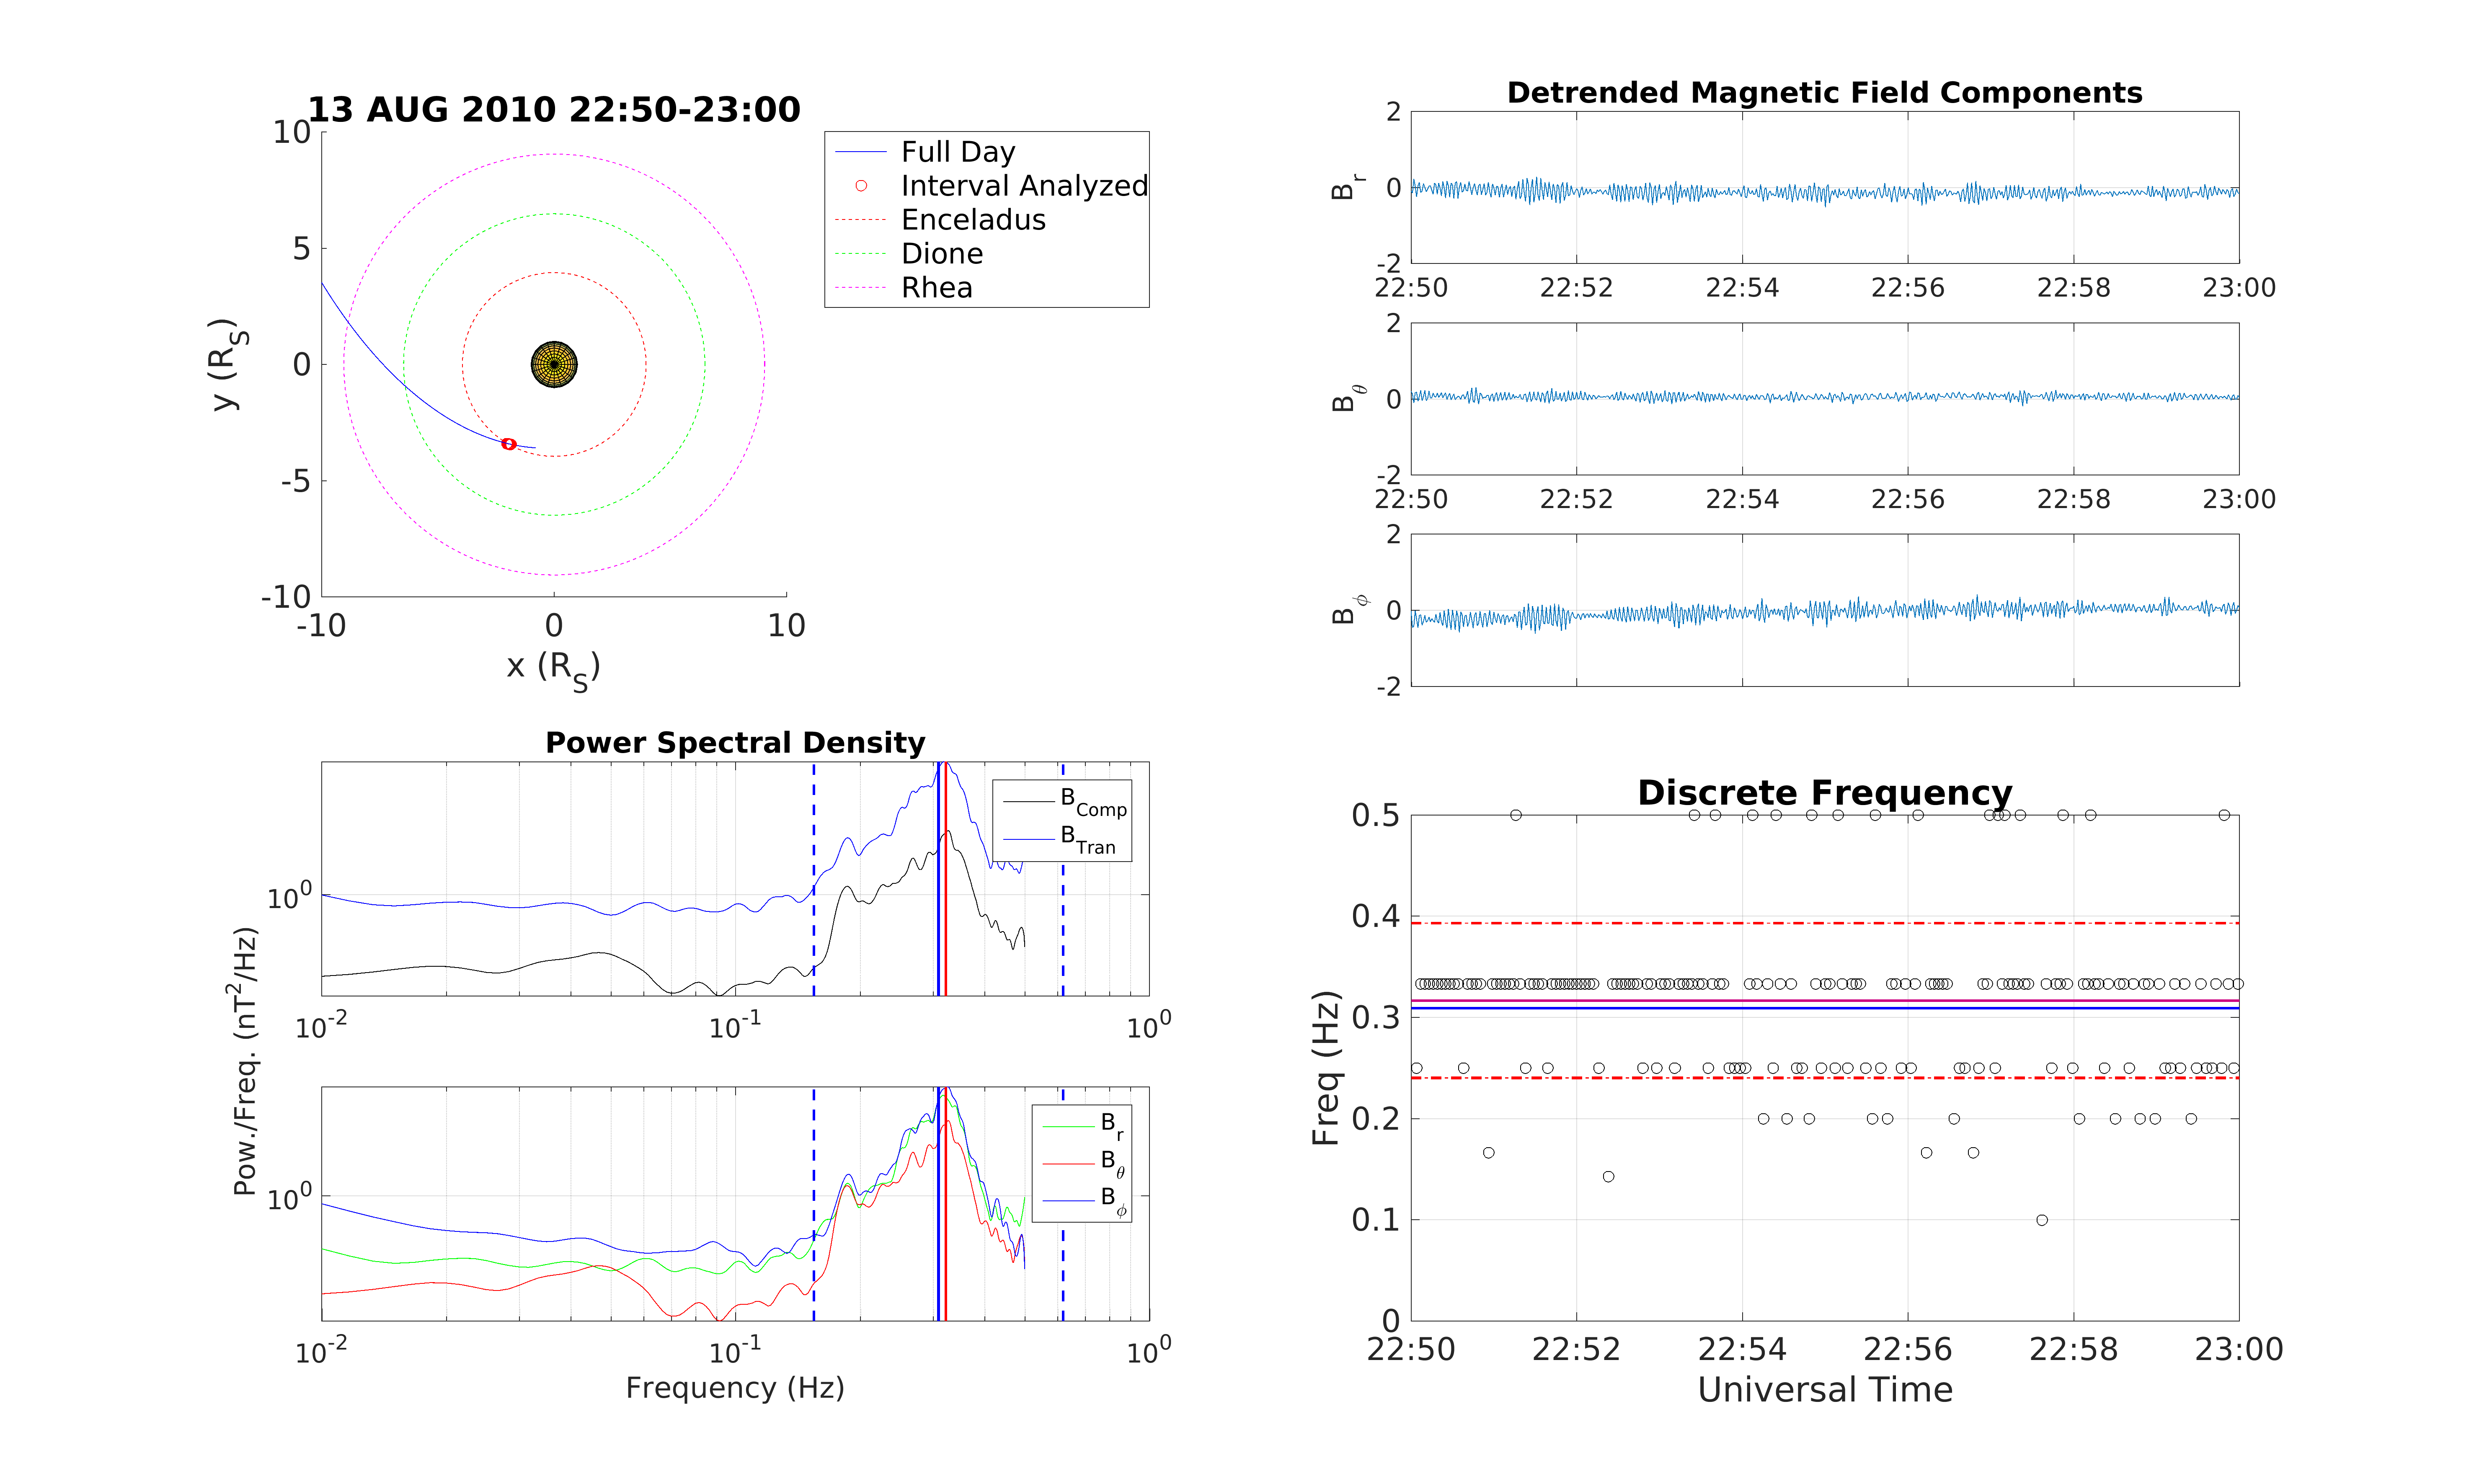 13 AUG 2010 22:50-23:00
10
5
0
-5
-10
-10 0 10
y (R_S)
x (R_S)
Full Day
Interval Analyzed
Enceladus
Dione
Rhea
Detrended Magnetic Field Components
2
0
-2
B_r
22:50 22:52 22:54 22:56 22:58 23:00
2
0
-2
B_θ
22:50 22:52 22:54 22:56 22:58 23:00
2
0
-2
B_ϕ
Power Spectral Density
10^0
B_Comp
B_Tran
10^-2 10^-1 10^0
Pow./Freq. (nT^2/Hz)
10^0
B_r
B_θ
B_ϕ
10^-2 10^-1 10^0
Frequency (Hz)
Discrete Frequency
0.5
0.4
0.3
0.2
0.1
0
Freq (Hz)
22:50 22:52 22:54 22:56 22:58 23:00
Universal Time